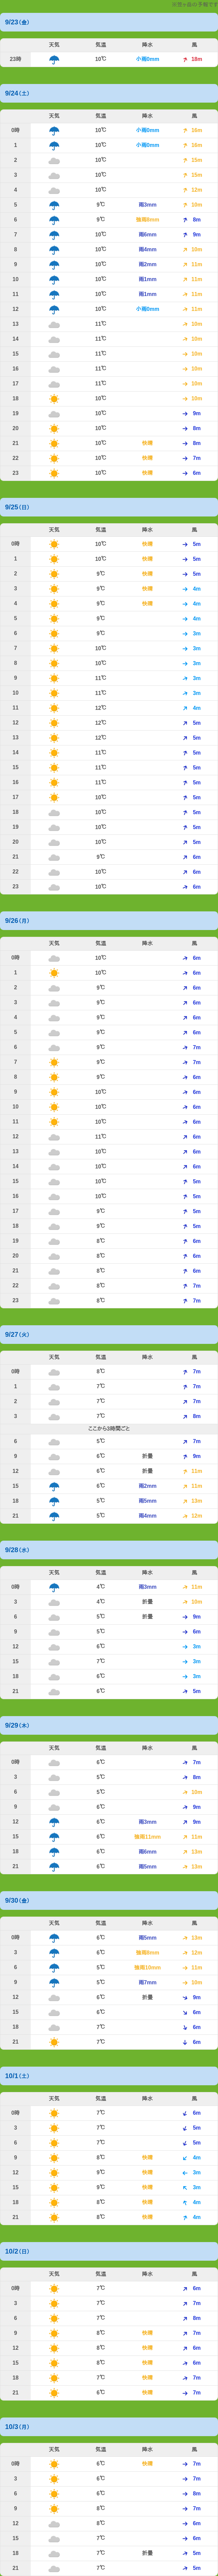 天気&風の予報です
9/23(金)
天気 気温 降水 風
23時 10℃ 小雨0mm 18m
9/24(土)
天気 気温 降水 風
0時 10℃ 小雨0mm 16m
1 10℃ 小雨0mm 16m
2 10℃ 15m
3 10℃ 15m
4 10℃ 12m
5 9℃ 雨3mm 10m
6 9℃ 強雨8mm 8m
7 10℃ 雨6mm 9m
8 10℃ 雨4mm 10m
9 10℃ 雨2mm 11m
10 10℃ 雨1mm 11m
11 10℃ 雨1mm 11m
12 10℃ 小雨0mm 11m
13 11℃ 10m
14 11℃ 10m
15 11℃ 10m
16 11℃ 10m
17 11℃ 10m
18 10℃ 10m
19 10℃ 9m
20 10℃ 8m
21 10℃ 快晴 8m
22 10℃ 快晴 7m
23 10℃ 快晴 6m
9/25(日)
天気 気温 降水 風
0時 10℃ 快晴 5m
1 10℃ 快晴 5m
2 9℃ 快晴 5m
3 9℃ 快晴 4m
4 9℃ 快晴 4m
5 9℃ 4m
6 9℃ 3m
7 10℃ 3m
8 10℃ 3m
9 11℃ 3m
10 11℃ 3m
11 12℃ 4m
12 12℃ 5m
13 12℃ 5m
14 11℃ 5m
15 11℃ 5m
16 11℃ 5m
17 10℃ 5m
18 10℃ 5m
19 10℃ 5m
20 10℃ 5m
21 9℃ 6m
22 10℃ 6m
23 10℃ 6m
9/26(月)
天気 気温 降水 風
0時 10℃ 6m
1 10℃ 6m
2 9℃ 6m
3 9℃ 6m
4 9℃ 6m
5 9℃ 6m
6 9℃ 7m
7 9℃ 7m
8 9℃ 6m
9 10℃ 6m
10 10℃ 6m
11 10℃ 6m
12 11℃ 6m
13 10℃ 6m
14 10℃ 6m
15 10℃ 5m
16 10℃ 5m
17 9℃ 5m
18 9℃ 5m
19 8℃ 6m
20 8℃ 6m
21 8℃ 6m
22 8℃ 7m
23 8℃ 7m
9/27(火)
天気 気温 降水 風
0時 8℃ 7m
1 7℃ 7m
2 7℃ 7m
3 7℃ 8m
ここから3時間ごと
6 5℃ 7m
9 6℃ 折曇 9m
12 6℃ 折曇 11m
15 6℃ 雨2mm 11m
18 5℃ 雨5mm 13m
21 5℃ 雨4mm 12m
9/28(水)
天気 気温 降水 風
0時 4℃ 雨3mm 11m
3 4℃ 折曇 10m
6 5℃ 折曇 9m
9 5℃ 6m
12 6℃ 3m
15 7℃ 3m
18 6℃ 3m
21 6℃ 5m
9/29(木)
天気 気温 降水 風
0時 6℃ 7m
3 5℃ 8m
6 5℃ 10m
9 6℃ 9m
12 6℃ 雨3mm 9m
15 6℃ 強雨11mm 11m
18 6℃ 雨6mm 13m
21 6℃ 雨5mm 13m
9/30(金)
天気 気温 降水 風
0時 5℃ 雨5mm 13m
3 6℃ 強雨8mm 12m
6 5℃ 強雨10mm 11m
9 5℃ 雨7mm 10m
12 6℃ 折曇 9m
15 6℃ 6m
18 7℃ 6m
21 7℃ 6m
10/1(土)
天気 気温 降水 風
0時 7℃ 6m
3 7℃ 5m
6 7℃ 5m
9 8℃ 快晴 4m
12 9℃ 快晴 3m
15 9℃ 快晴 3m
18 8℃ 快晴 4m
21 8℃ 快晴 4m
10/2(日)
天気 気温 降水 風
0時 7℃ 6m
3 7℃ 7m
6 7℃ 8m
9 8℃ 快晴 7m
12 8℃ 快晴 6m
15 8℃ 快晴 6m
18 7℃ 快晴 7m
21 6℃ 快晴 7m
10/3(月)
天気 気温 降水 風
0時 6℃ 快晴 7m
3 6℃ 7m
6 6℃ 8m
9 8℃ 7m
12 8℃ 6m
15 7℃ 6m
18 7℃ 折曇 5m
21 7℃ 5m